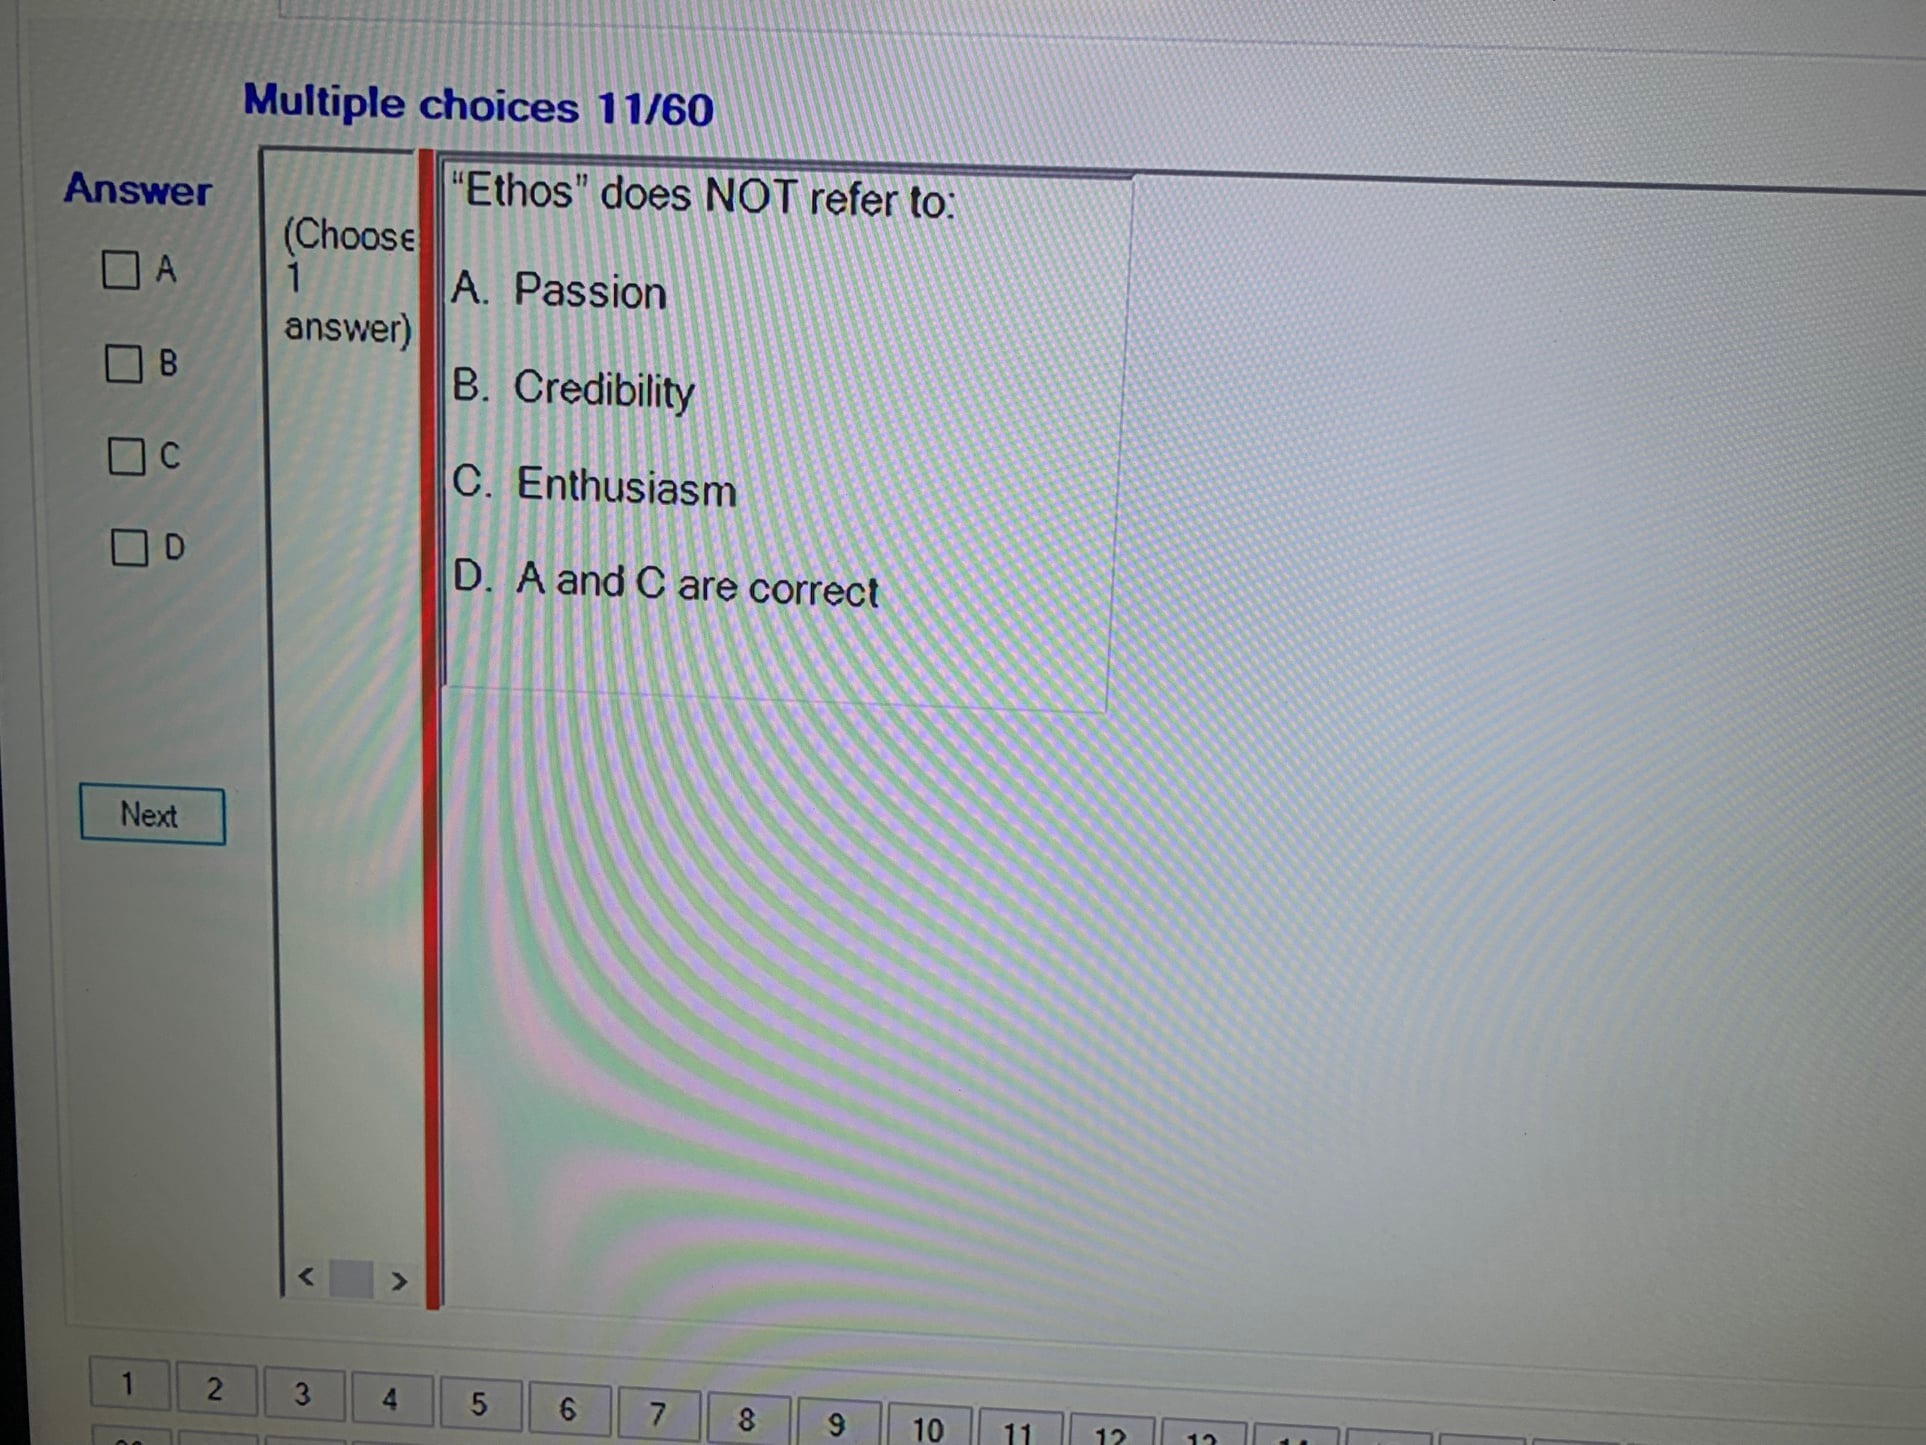 Multiple choices 11/60
Answer
A
B
C
D
Next
(Choose
1
answer)
“Ethos” does NOT refer to:
A. Passion
B. Credibility
C. Enthusiasm
D. A and C are correct
< >
1 2 3 4 5 6 7 8 9 10 11 12 13